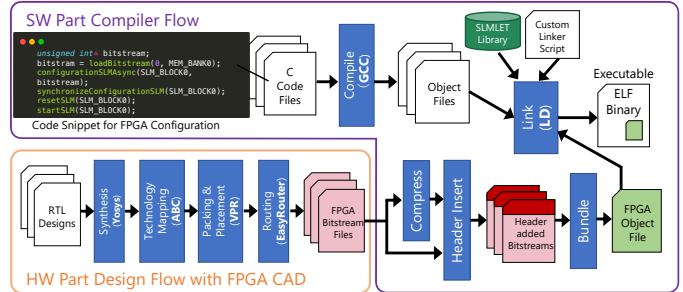 SW Part Compiler Flow
unsigned int* bitstream;
bitstram = loadBitstream(0, MEM_BANK0);
configurationSLMAsync(SLM_BLOCK0,
bitstream);
synchronizeConfigurationSLM(SLM_BLOCK0);
resetSLM(SLM_BLOCK0);
startSLM(SLM_BLOCK0);
Code Snippet for FPGA Configuration
C
Code
Files
Compile
(GCC)
Object
Files
SLMLET
Library
Custom
Linker
Script
Link
(LD)
Executable
ELF
Binary
RTL
Designs
Synthesis
(Yosys)
Technology
Mapping
(ABC)
Packing &
Placement
(VPR)
Routing
(EasyRouter)
FPGA
Bitstream
Files
Compress
Header Insert
Header
added
Bitstreams
Bundle
FPGA
Object
File
HW Part Design Flow with FPGA CAD